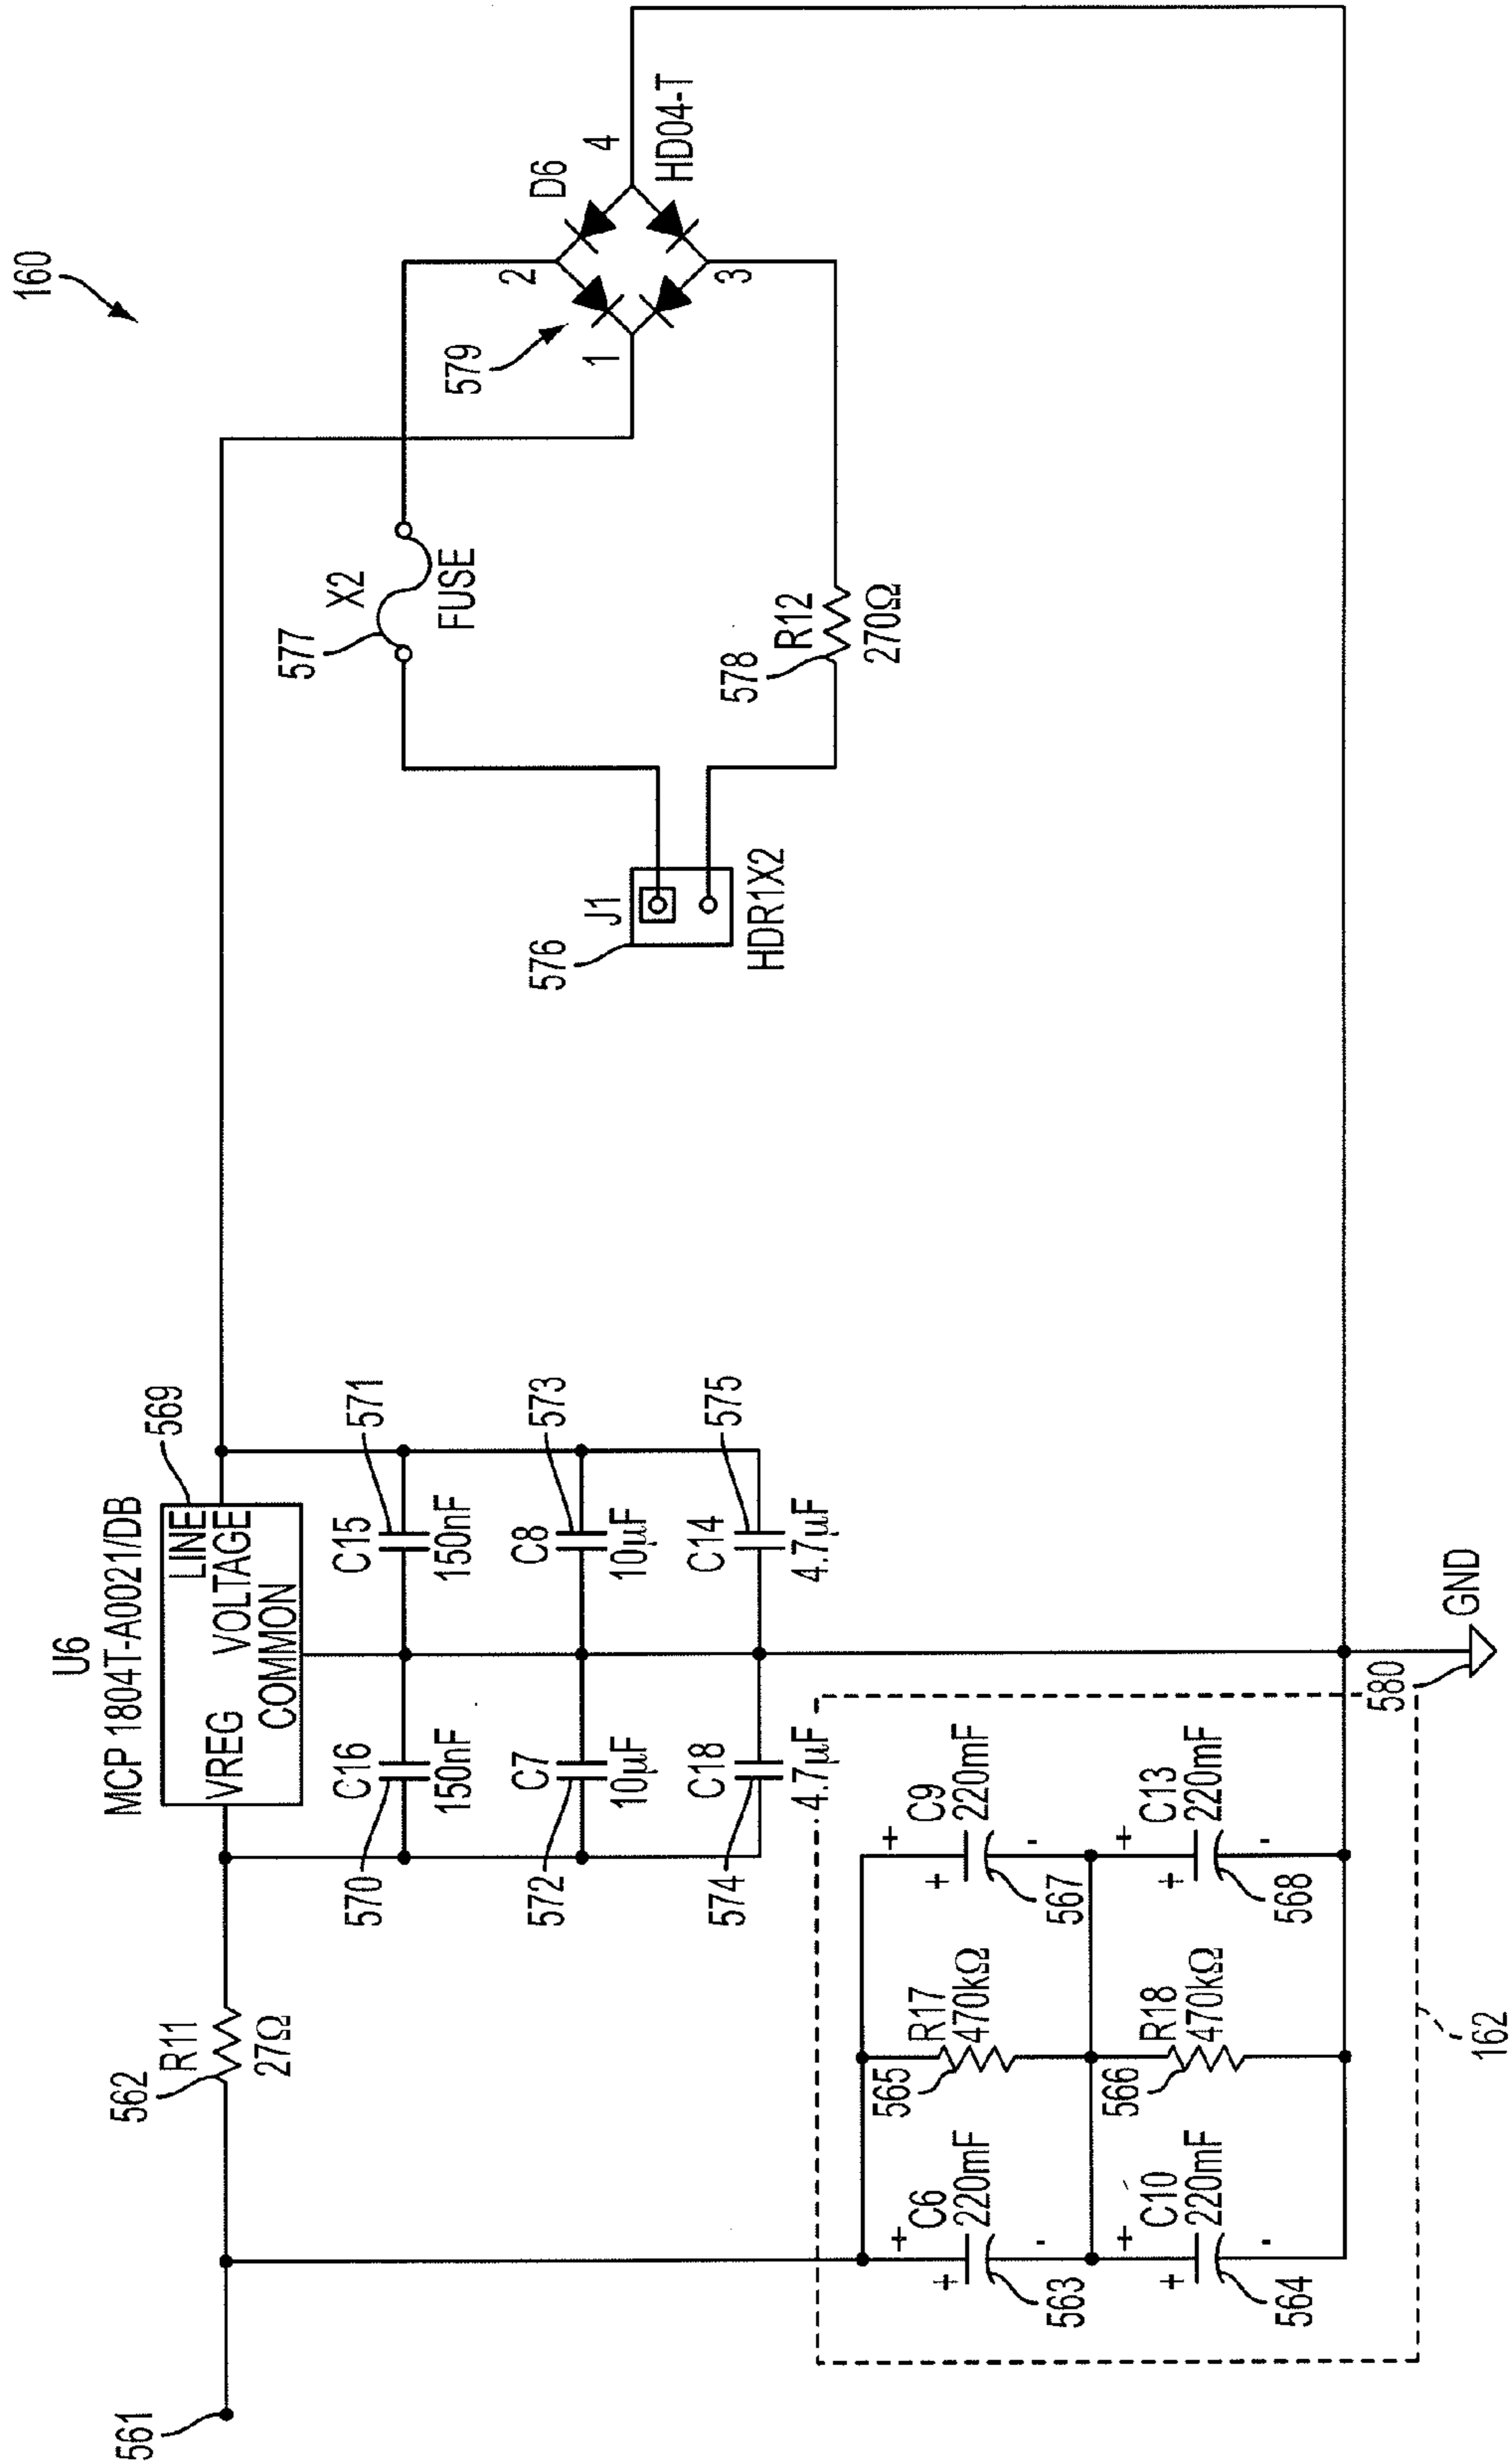 160
U6
MCP 1804T-A0021/DB
569
LINE
VOLTAGE
VREG
COMMON
562
R11
27Ω
561
C16
150nF
570
C15
150nF
571
C7
10µF
572
C8
10µF
573
C18
4.7µF
574
C14
4.7µF
575
577
X2
FUSE
579
D6
2
1
4
3
HD04-T
576
J1
HDR1X2
578
R12
270Ω
+
+
C6
220mF
-
563
565
R17
470kΩ
+
+
C9
220mF
-
567
+
+
C10
220mF
-
564
566
R18
470kΩ
+
+
C13
220mF
-
568
580
GND
162